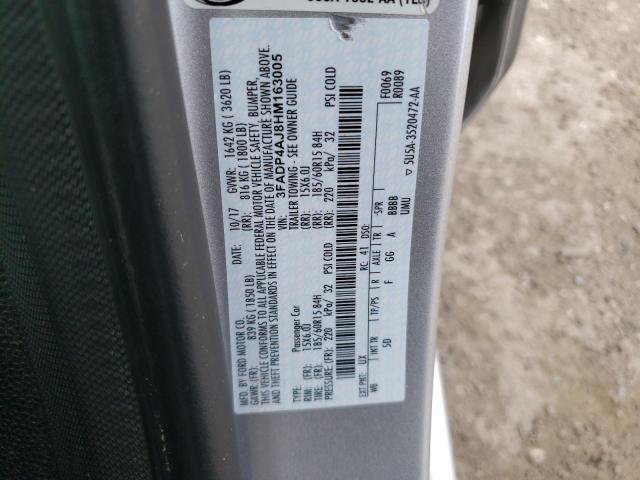 MFD. BY FORD MOTOR CO.
DATE: 10/17 GVWR: 1642 KG ( 3620 LB)
GAWR: (FR): 839 KG ( 1850 LB) (RR): 816 KG ( 1800 LB)
THIS VEHICLE CONFORMS TO ALL APPLICABLE FEDERAL MOTOR VEHICLE SAFETY, BUMPER,
AND THEFT PREVENTION STANDARDS IN EFFECT ON THE DATE OF MANUFACTURE SHOWN ABOVE.
VIN: 3FADP4AJ8HM163005
TYPE: Passenger Car TRAILER TOWING - SEE OWNER GUIDE
RIM: (FR): 15X6.0J (RR): 15X6.0J
TIRE: (FR): 185/60R15 84H (RR): 185/60R15 84H
PRESSURE: (FR): 220 kPa/ 32 PSI COLD (RR): 220 kPa/ 32 PSI COLD
EXT.PNT: UX RC: 41 DSO: F0069
WB INT TR TP/PS R AXLE TR SPR R0089
5D F GG A BBBB
UMU
▽ 5U5A-3520472-AA